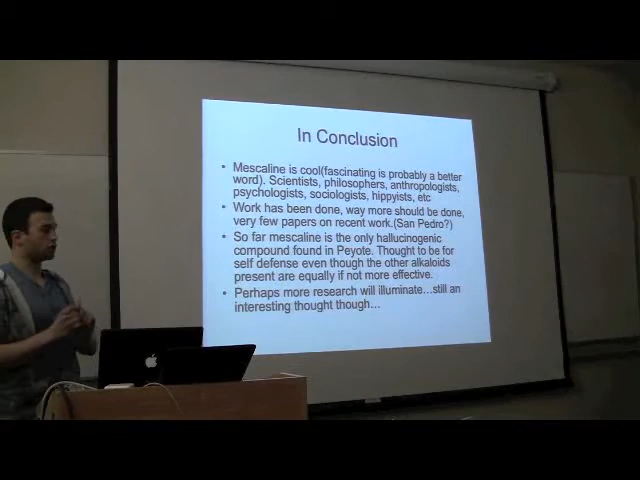 In Conclusion
• Mescaline is cool(fascinating is probably a better
word). Scientists, philosophers, anthropologists,
psychologists, sociologists, hippyists, etc
• Work has been done, way more should be done,
very few papers on recent work.(San Pedro?)
• So far mescaline is the only hallucinogenic
compound found in Peyote. Thought to be for
self defense even though the other alkaloids
present are equally if not more effective.
• Perhaps more research will illuminate…still an
interesting thought though…